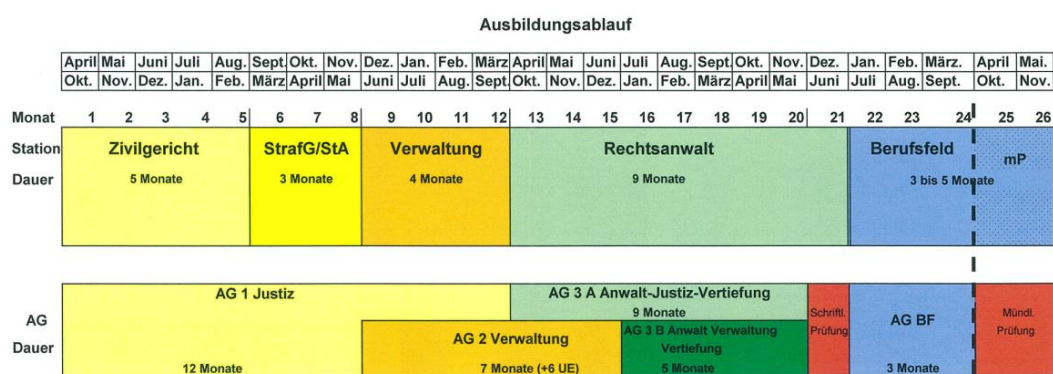 Ausbildungsablauf
April Mai Juni Juli Aug. Sept. Okt. Nov. Dez. Jan. Feb. März April Mai Juni Juli Aug. Sept. Okt. Nov. Dez. Jan. Feb. März. April Mai.
Okt. Nov. Dez. Jan. Feb. März April Mai Juni Juli Aug. Sept. Okt. Nov. Dez. Jan. Feb. März April Mai Juni Juli Aug. Sept. Okt. Nov.
Monat 1 2 3 4 5 6 7 8 9 10 11 12 13 14 15 16 17 18 19 20 21 22 23 24 25 26
Station Zivilgericht StrafG/StA Verwaltung Rechtsanwalt Berufsfeld mP
Dauer 5 Monate 3 Monate 4 Monate 9 Monate 3 bis 5 Monate
AG 1 Justiz AG 3 A Anwalt-Justiz-Vertiefung
9 Monate
AG AG 2 Verwaltung AG 3 B Anwalt Verwaltung Schriftl. AG BF Mündl.
Dauer Vertiefung Prüfung Prüfung
12 Monate 7 Monate (+6 UE) 5 Monate 3 Monate